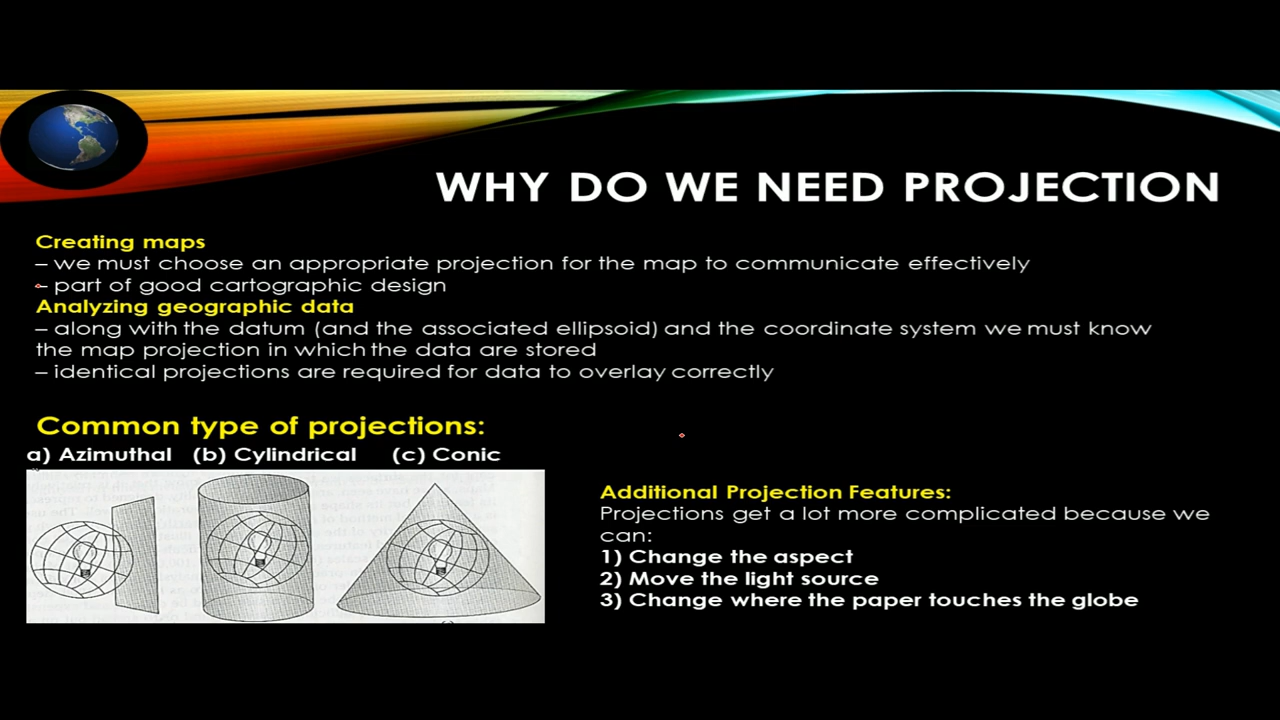 WHY DO WE NEED PROJECTION
Creating maps
– we must choose an appropriate projection for the map to communicate effectively
– part of good cartographic design
Analyzing geographic data
– along with the datum (and the associated ellipsoid) and the coordinate system we must know
the map projection in which the data are stored
– identical projections are required for data to overlay correctly
Common type of projections:
a) Azimuthal (b) Cylindrical (c) Conic
Additional Projection Features:
Projections get a lot more complicated because we
can:
1) Change the aspect
2) Move the light source
3) Change where the paper touches the globe